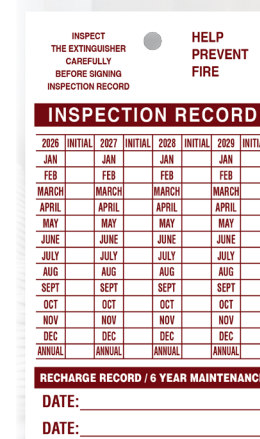 INSPECT
THE EXTINGUISHER
CAREFULLY
BEFORE SIGNING
INSPECTION RECORD
HELP
PREVENT
FIRE
INSPECTION RECORD
2026 INITIAL 2027 INITIAL 2028 INITIAL 2029 INITIA
JAN JAN JAN JAN
FEB FEB FEB FEB
MARCH MARCH MARCH MARCH
APRIL APRIL APRIL APRIL
MAY MAY MAY MAY
JUNE JUNE JUNE JUNE
JULY JULY JULY JULY
AUG AUG AUG AUG
SEPT SEPT SEPT SEPT
OCT OCT OCT OCT
NOV NOV NOV NOV
DEC DEC DEC DEC
ANNUAL ANNUAL ANNUAL ANNUAL
RECHARGE RECORD / 6 YEAR MAINTENANCE
DATE:
DATE: